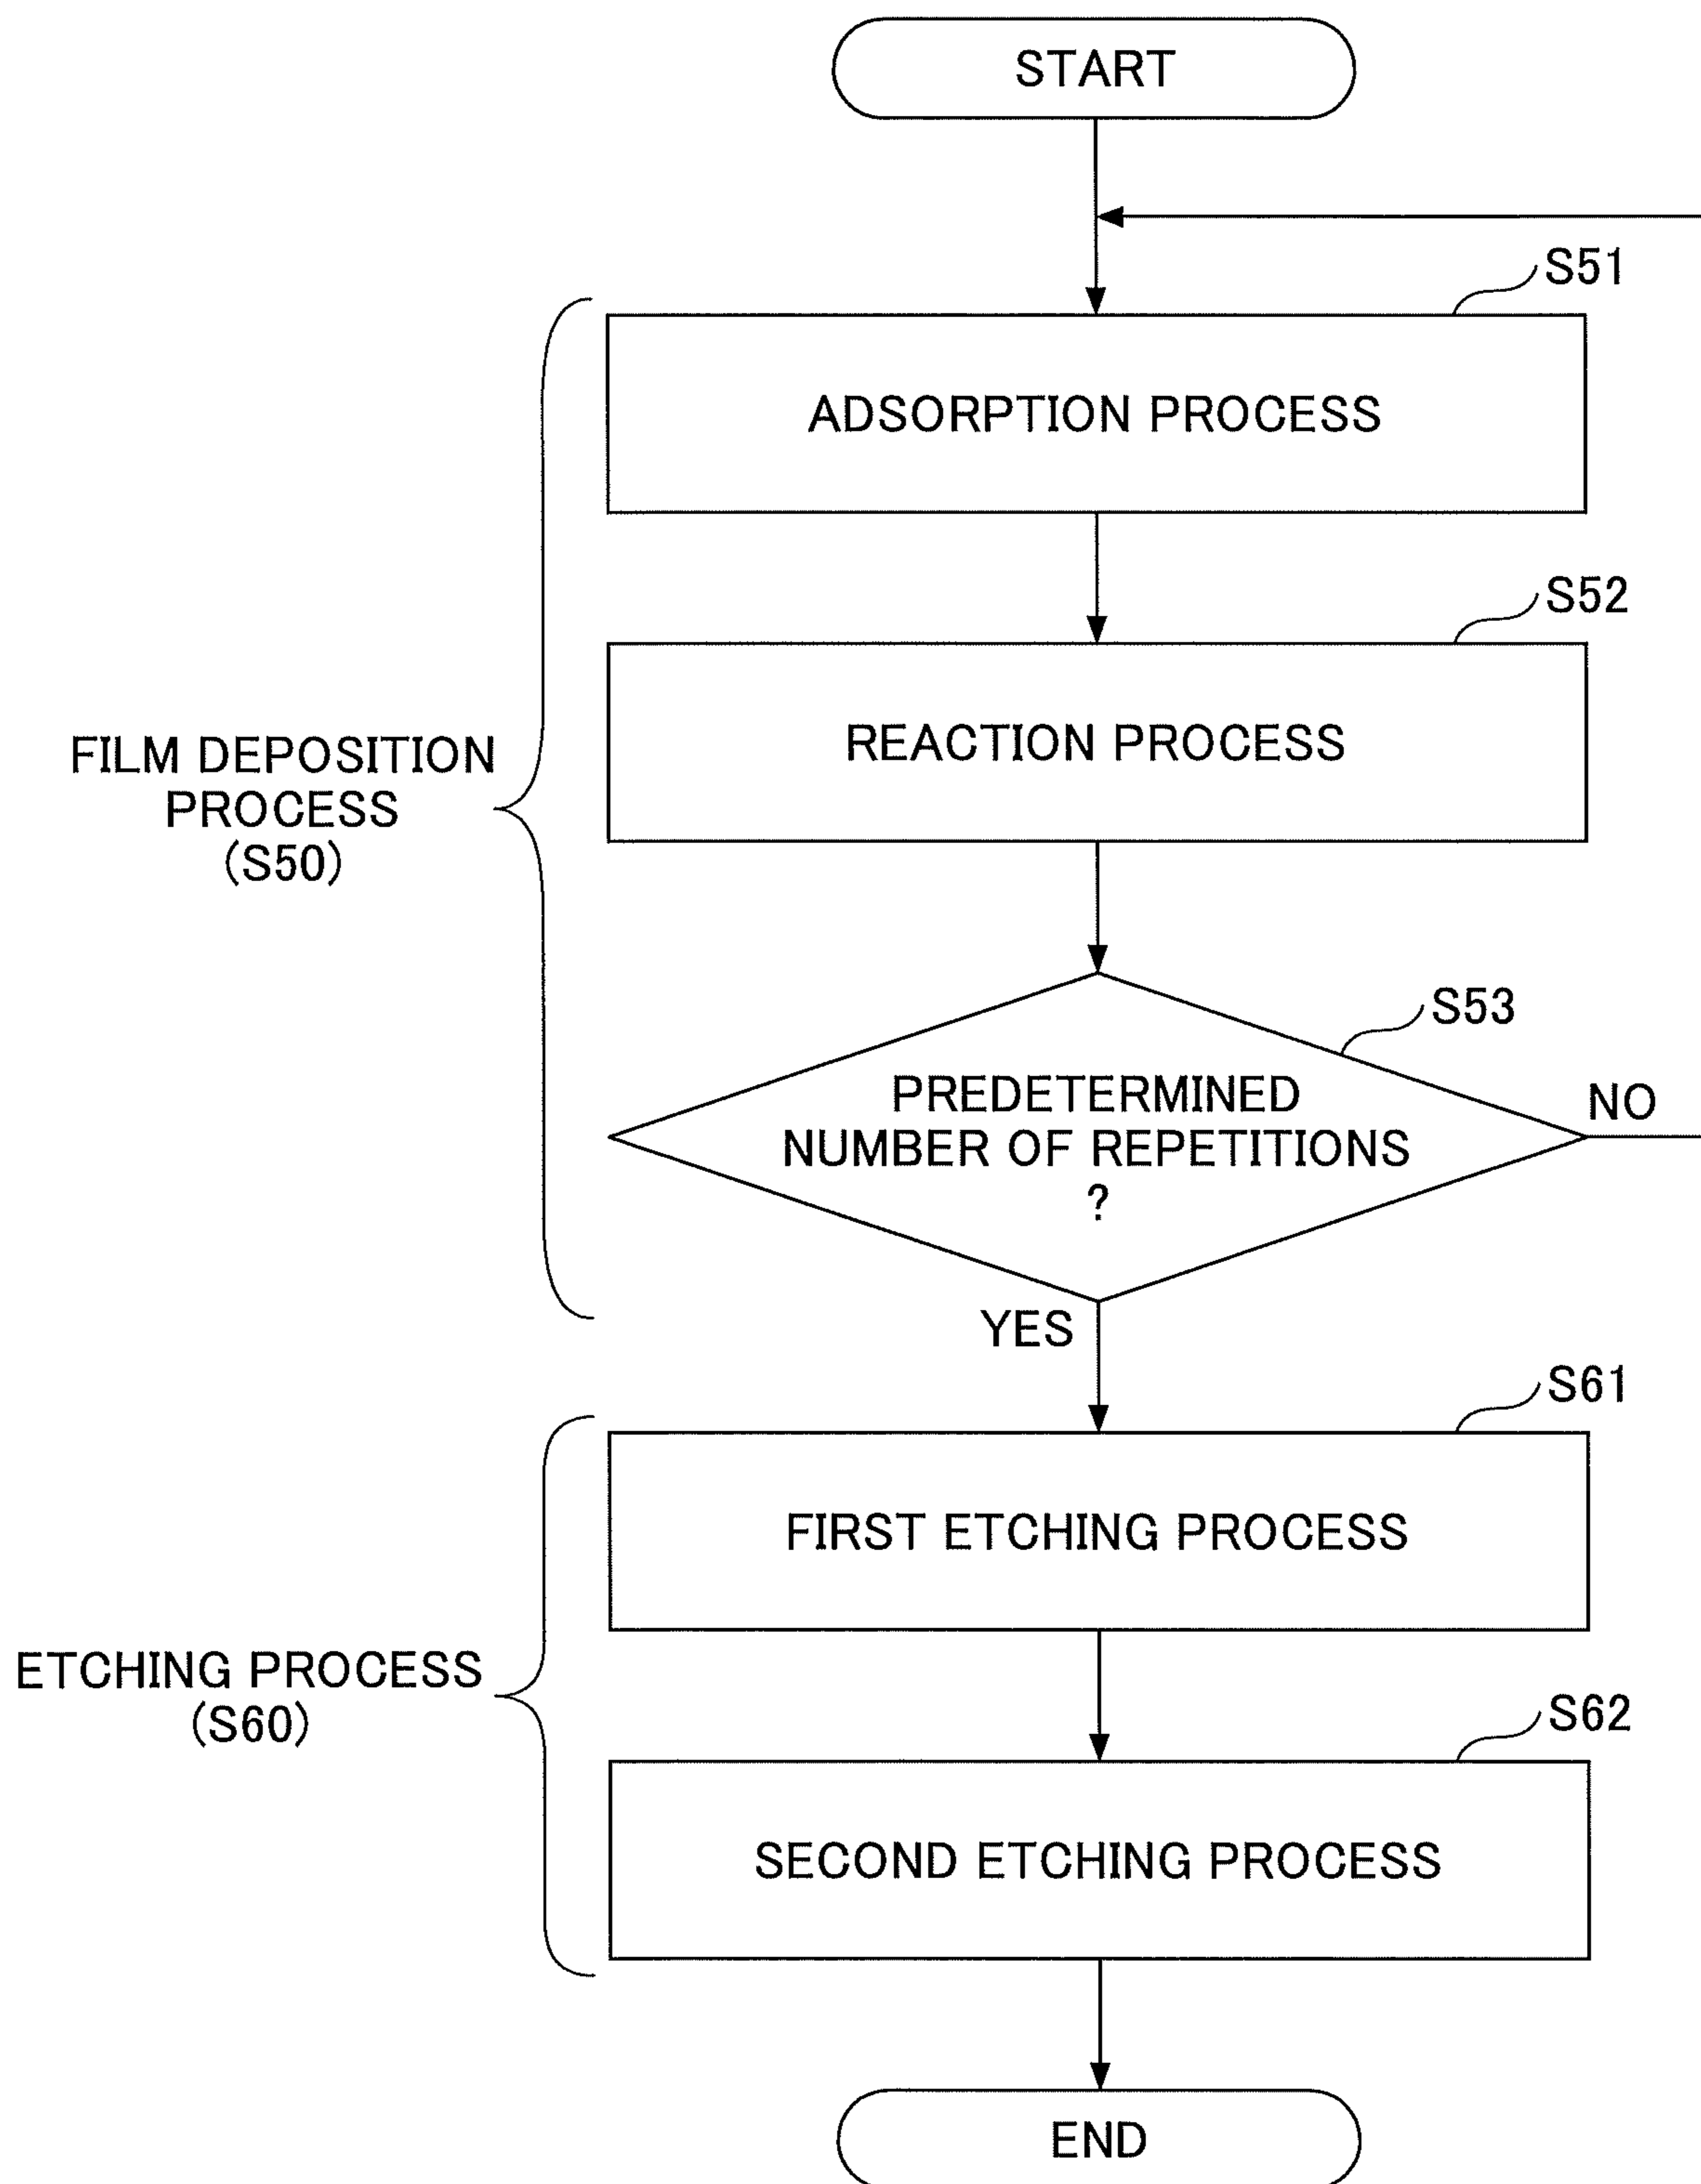 START
S51
ADSORPTION PROCESS
S52
REACTION PROCESS
FILM DEPOSITION
PROCESS
(S50)
S53
PREDETERMINED
NUMBER OF REPETITIONS
?
NO
YES
S61
FIRST ETCHING PROCESS
ETCHING PROCESS
(S60)
S62
SECOND ETCHING PROCESS
END